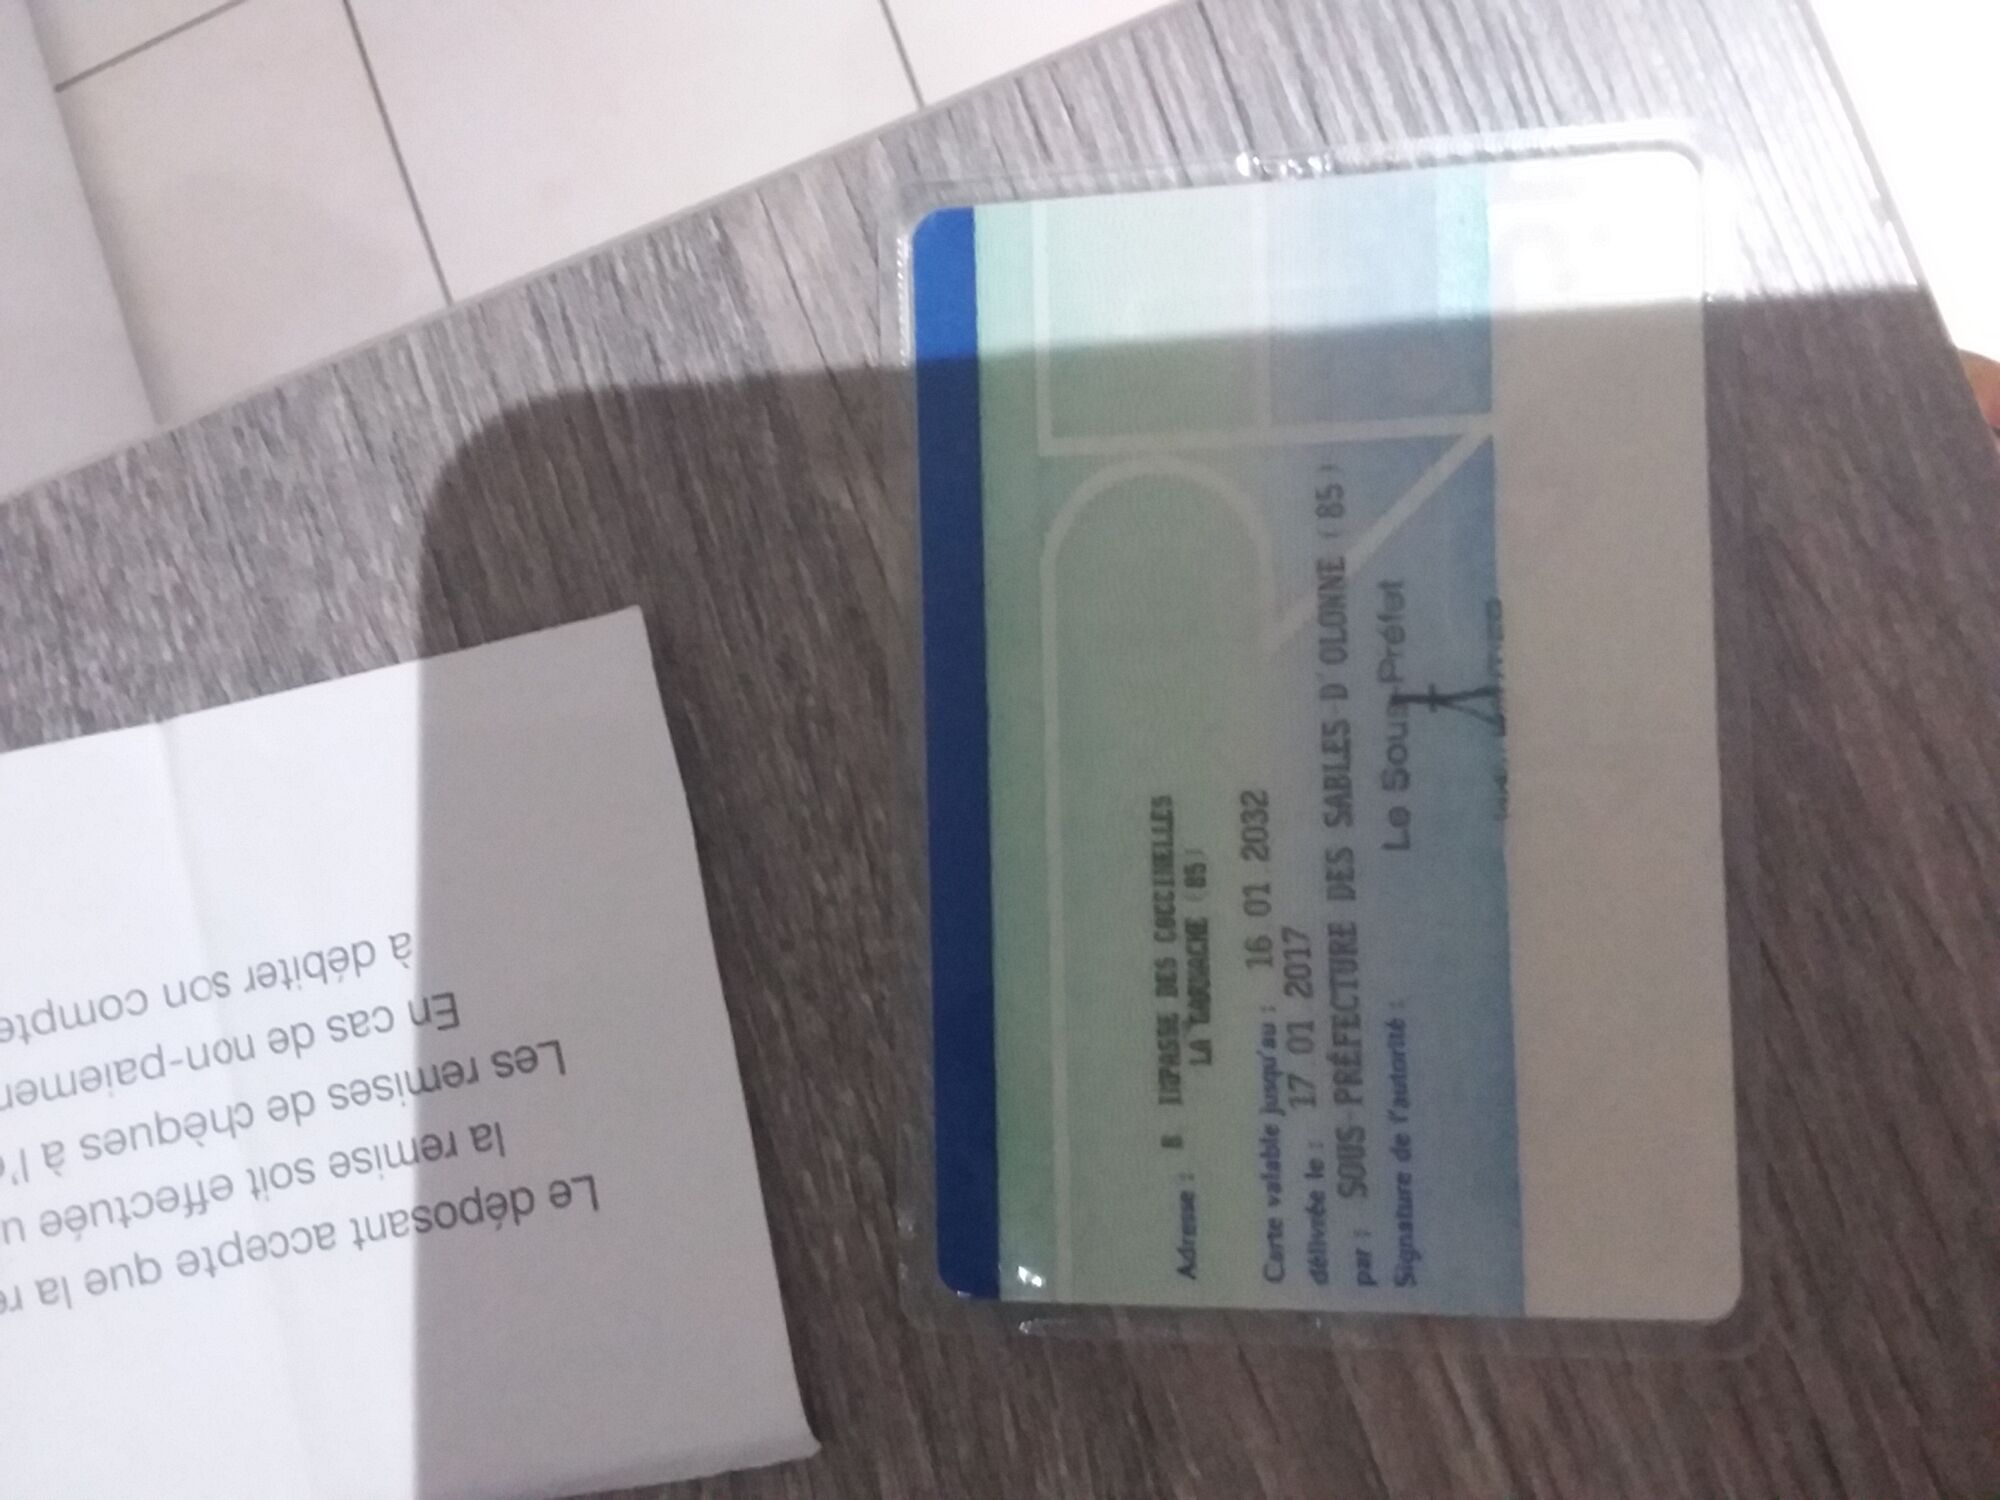 Adresse : 8 IMPASSE DES COCCINELLES
LA (85)
Carte valable jusqu'au : 16 01 2032
délivrée le : 17 01 2017
par : SOUS-PRÉFECTURE DES SABLES-D'OLONNE (85)
Signature de l'autorité :
Le Sous-Préfet
Le déposant accepte que la
la remise soit effectuée
Les remises de chèques à
En cas de non-
à débiter son